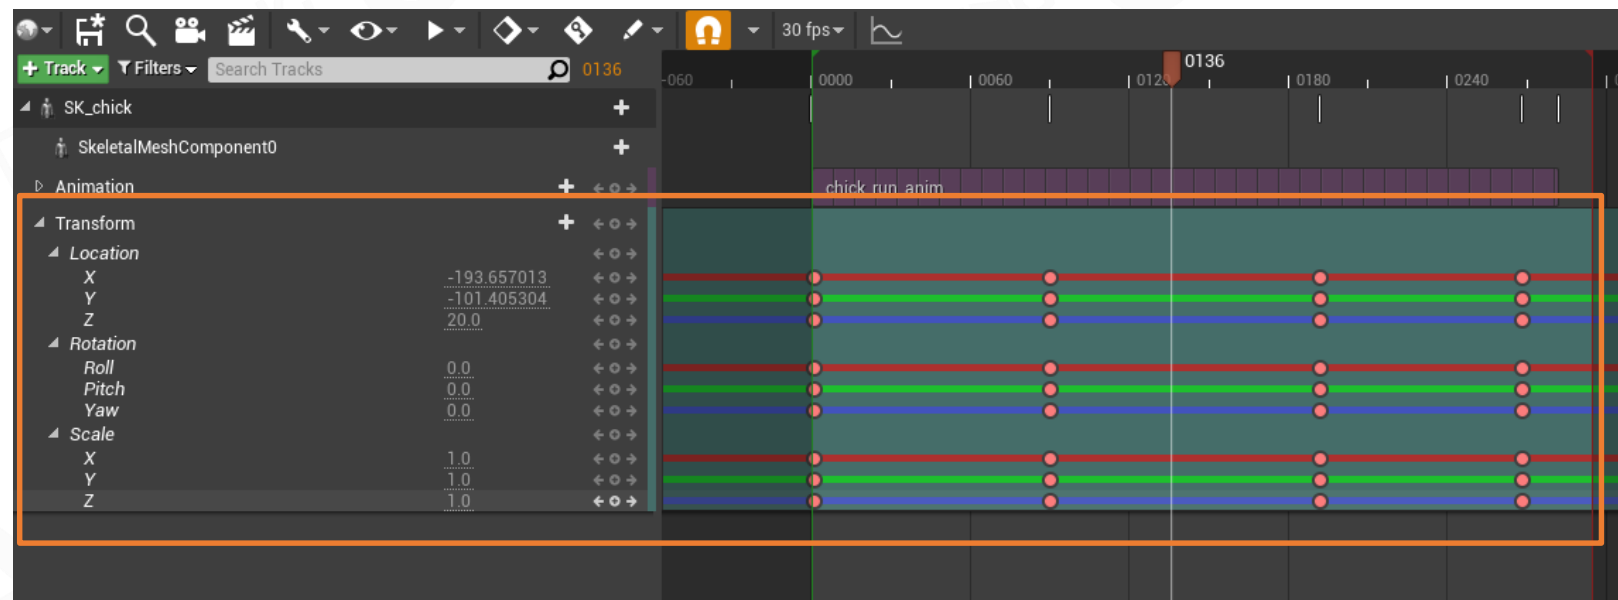 30 fps
+ Track Filters Search Tracks 0136
-060 0000 0060 0120 0136 0180 0240
SK_chick
SkeletalMeshComponent0
Animation chick_run_anim
Transform
Location
X -193.657013
Y -101.405304
Z 20.0
Rotation
Roll 0.0
Pitch 0.0
Yaw 0.0
Scale
X 1.0
Y 1.0
Z 1.0